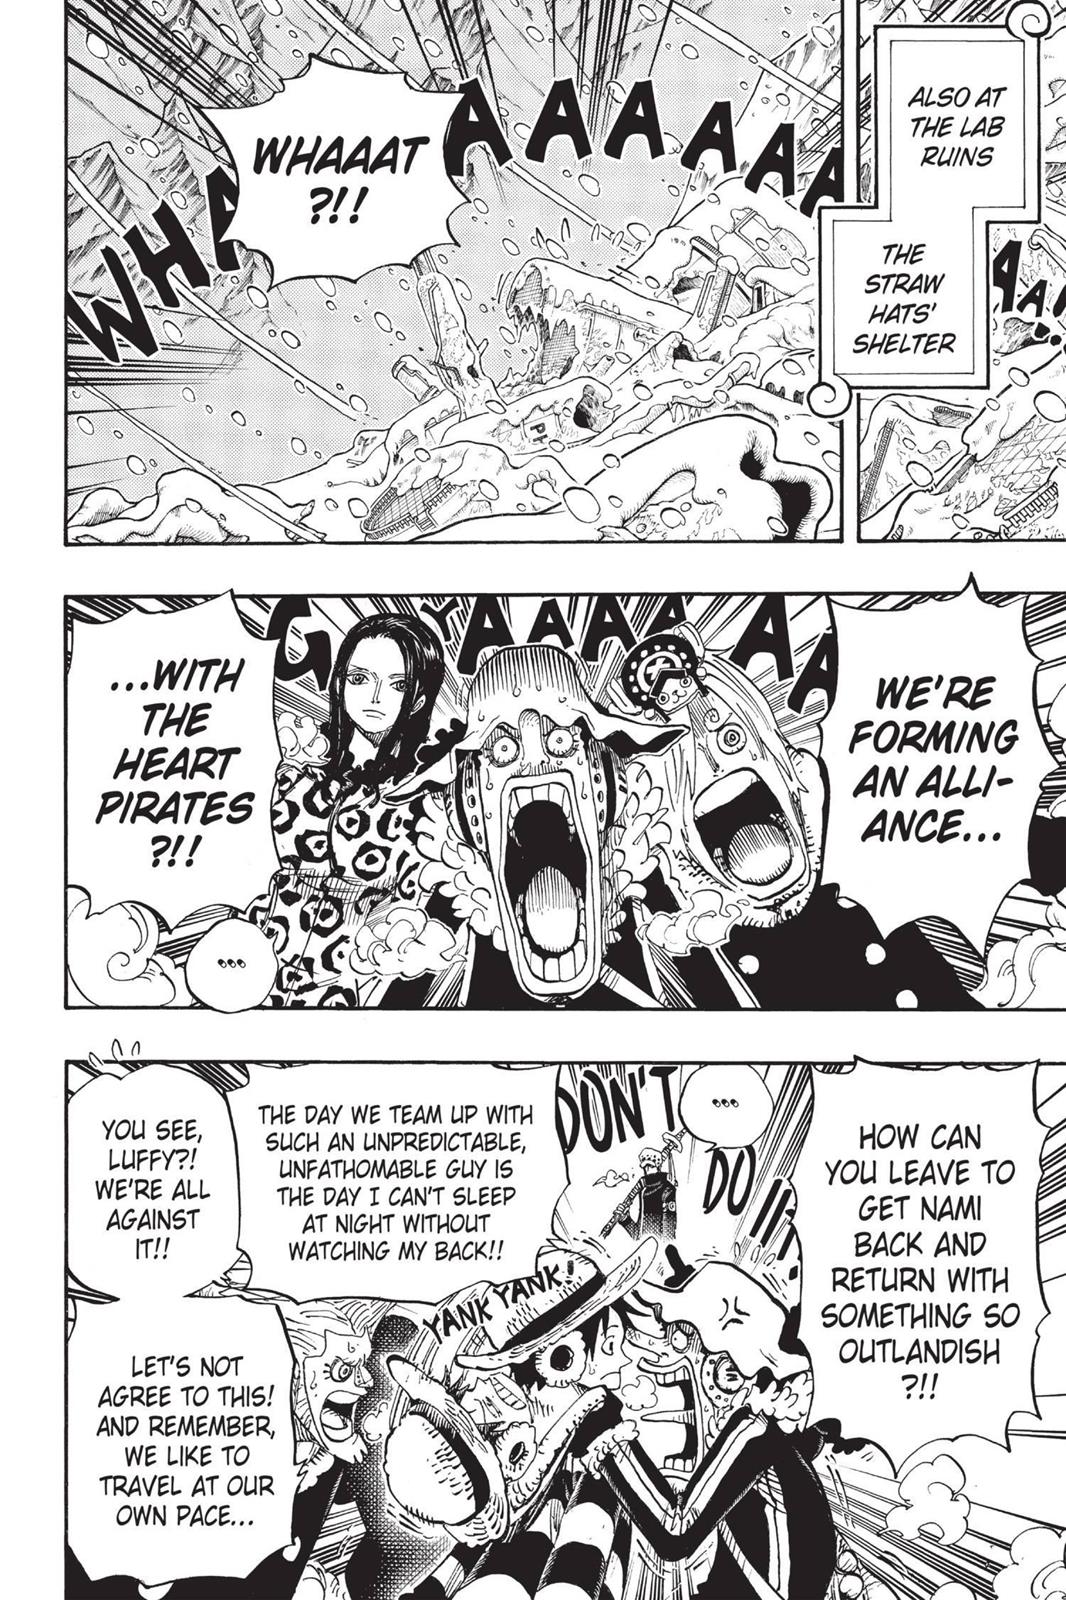 ALSO AT
THE LAB
RUINS
THE
STRAW
HATS'
SHELTER
WHAAAT
?!!
WHAAAAAAAA
PH
WE'RE
FORMING
AN ALLI-
ANCE...
GYAAAAAAA
...WITH
THE
HEART
PIRATES
?!!
...
HOW CAN
YOU LEAVE TO
GET NAMI
BACK AND
RETURN WITH
SOMETHING SO
OUTLANDISH
?!!
...
DON'T
DO IT
THE DAY WE TEAM UP WITH
SUCH AN UNPREDICTABLE,
UNFATHOMABLE GUY IS
THE DAY I CAN'T SLEEP
AT NIGHT WITHOUT
WATCHING MY BACK!!
YANK YANK
YOU SEE,
LUFFY?!
WE'RE ALL
AGAINST
IT!!
LET'S NOT
AGREE TO THIS!
AND REMEMBER,
WE LIKE TO
TRAVEL AT OUR
OWN PACE...